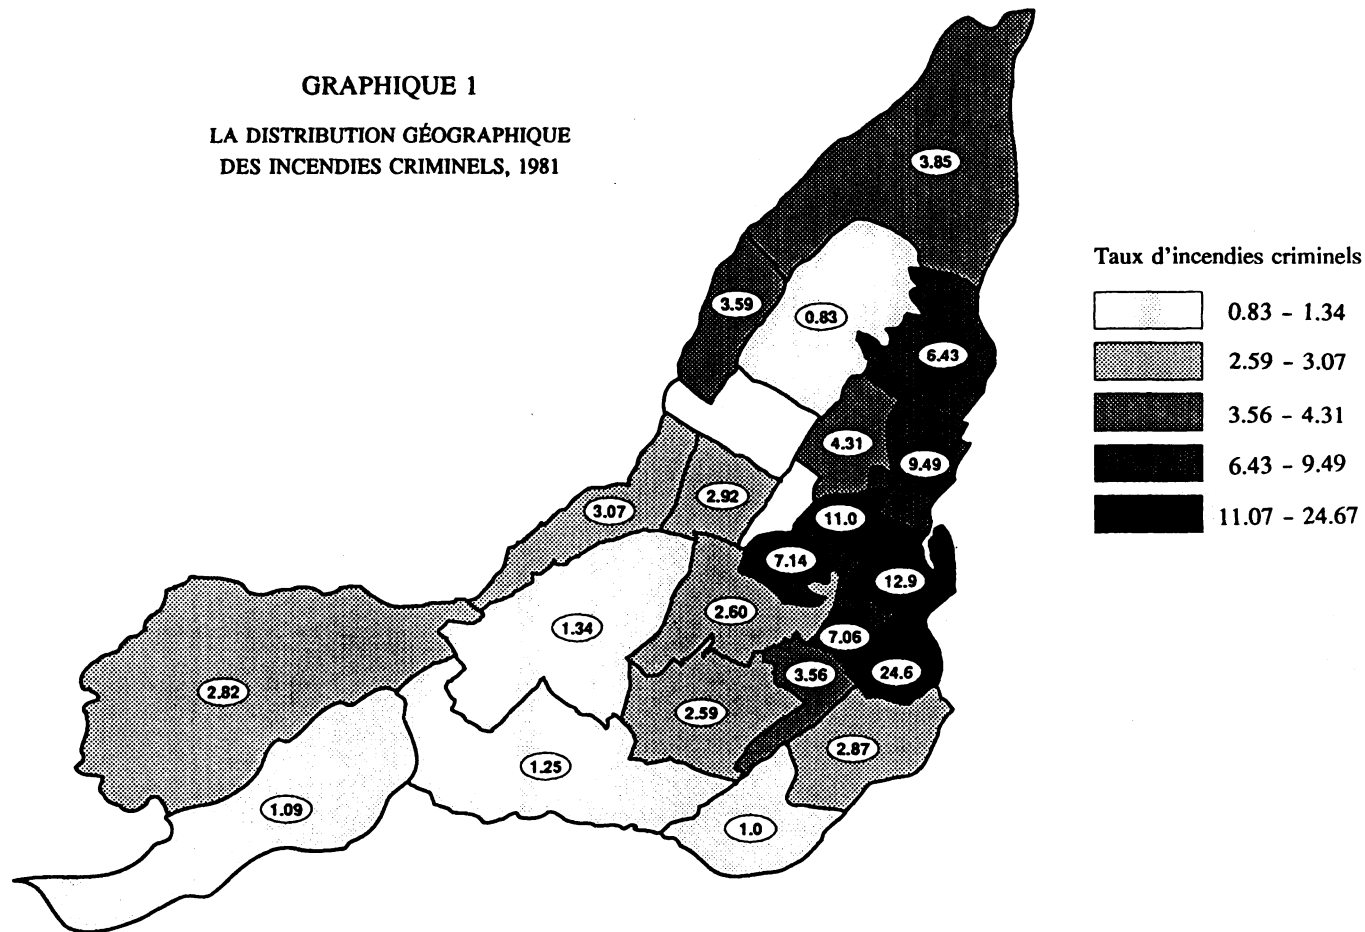 GRAPHIQUE 1
LA DISTRIBUTION GÉOGRAPHIQUE
DES INCENDIES CRIMINELS, 1981
Taux d'incendies criminels
0.83 - 1.34
2.59 - 3.07
3.56 - 4.31
6.43 - 9.49
11.07 - 24.67
3.85
3.59
0.83
6.43
4.31
9.49
2.92
3.07
11.0
7.14
12.9
2.60
1.34
7.06
3.56
24.6
2.82
2.59
2.87
1.25
1.09
1.0